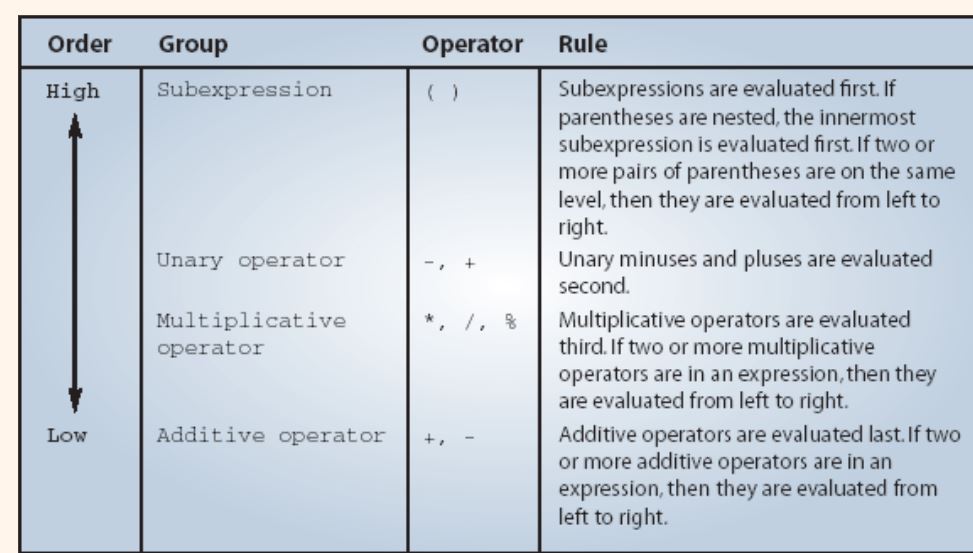 Order Group Operator Rule
High Subexpression ( ) Subexpressions are evaluated first. If
parentheses are nested, the innermost
subexpression is evaluated first. If two or
more pairs of parentheses are on the same
level, then they are evaluated from left to
right.
Unary operator -, + Unary minuses and pluses are evaluated
second.
Multiplicative *, /, % Multiplicative operators are evaluated
operator third. If two or more multiplicative
operators are in an expression, then they
are evaluated from left to right.
Low Additive operator +, - Additive operators are evaluated last. If two
or more additive operators are in an
expression, then they are evaluated from
left to right.